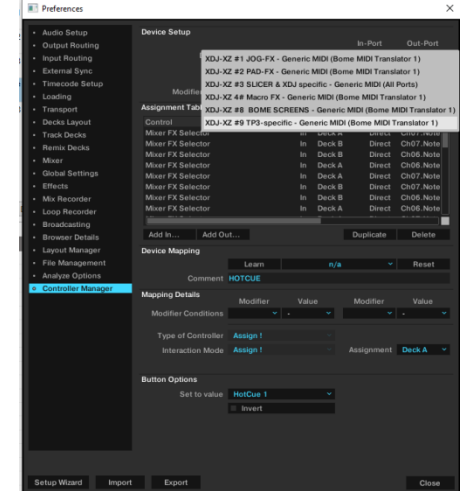 Preferences
Audio Setup
Output Routing
Input Routing
External Sync
Timecode Setup
Loading
Transport
Decks Layout
Track Decks
Remix Decks
Mixer
Global Settings
Effects
Mix Recorder
Loop Recorder
Broadcasting
Browser Details
Layout Manager
File Management
Analyze Options
Controller Manager
Device Setup
In-Port Out-Port
XDJ-XZ #1 JOG-FX - Generic MIDI (Bome MIDI Translator 1)
XDJ-XZ #2 PAD-FX - Generic MIDI (Bome MIDI Translator 1)
XDJ-XZ #3 SLICER & XDJ specific - Generic MIDI (All Ports)
XDJ-XZ 4# Macro FX - Generic MIDI (Bome MIDI Translator 1)
XDJ-XZ #8 BOME SCREENS - Generic MIDI (Bome MIDI Translator 1)
XDJ-XZ #9 TP3-specific - Generic MIDI (Bome MIDI Translator 1)
Assignment
Control
Mixer FX Selector In Deck A Direct Ch07.Note
Mixer FX Selector In Deck B Direct Ch07.Note
Mixer FX Selector In Deck B Direct Ch06.Note
Mixer FX Selector In Deck A Direct Ch06.Note
Mixer FX Selector In Deck A Direct Ch07.Note
Mixer FX Selector In Deck B Direct Ch07.Note
Mixer FX Selector In Deck B Direct Ch06.Note
Mixer FX Selector In Deck A Direct Ch06.Note
Add In... Add Out... Duplicate Delete
Device Mapping
Learn n/a Reset
Comment HOTCUE
Mapping Details
Modifier Value Modifier Value
Modifier Conditions - -
Type of Controller Assign !
Interaction Mode Assign ! Assignment Deck A
Button Options
Set to value HotCue 1
Invert
Setup Wizard Import Export Close